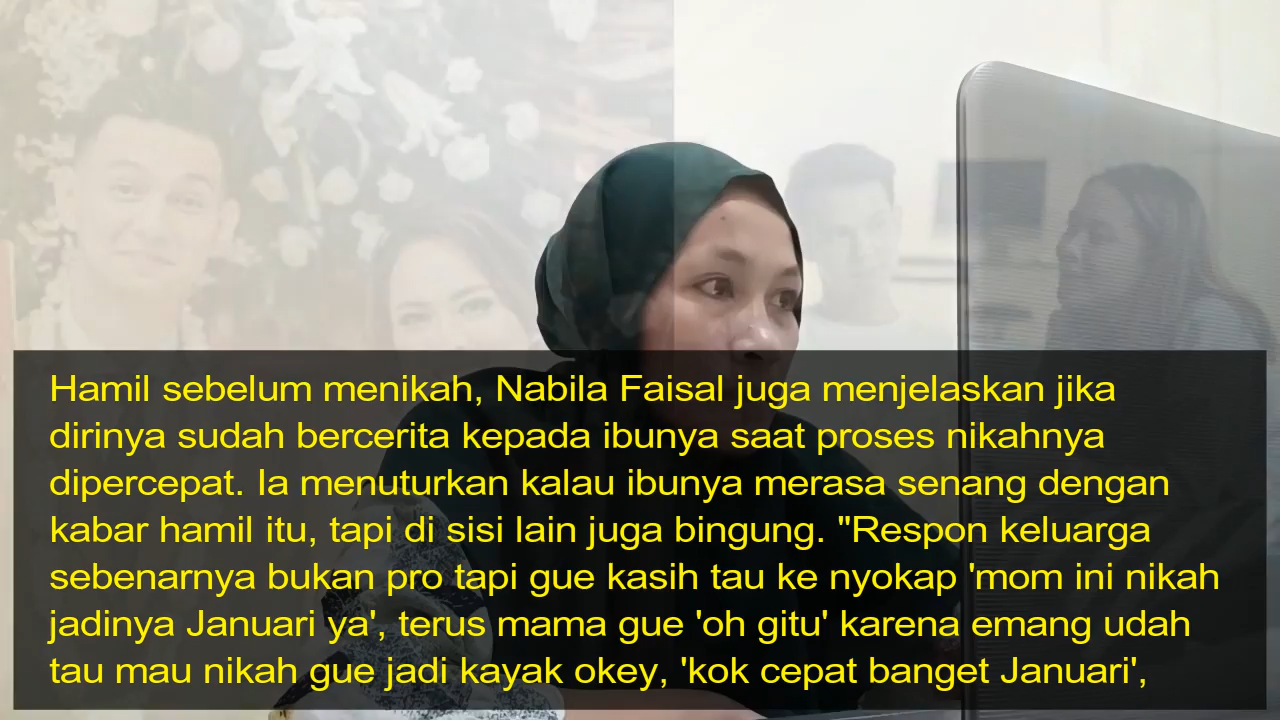 Hamil sebelum menikah, Nabila Faisal juga menjelaskan jika
dirinya sudah bercerita kepada ibunya saat proses nikahnya
dipercepat. Ia menuturkan kalau ibunya merasa senang dengan
kabar hamil itu, tapi di sisi lain juga bingung. "Respon keluarga
sebenarnya bukan pro tapi gue kasih tau ke nyokap 'mom ini nikah
jadinya Januari ya', terus mama gue 'oh gitu' karena emang udah
tau mau nikah gue jadi kayak okey, 'kok cepat banget Januari',